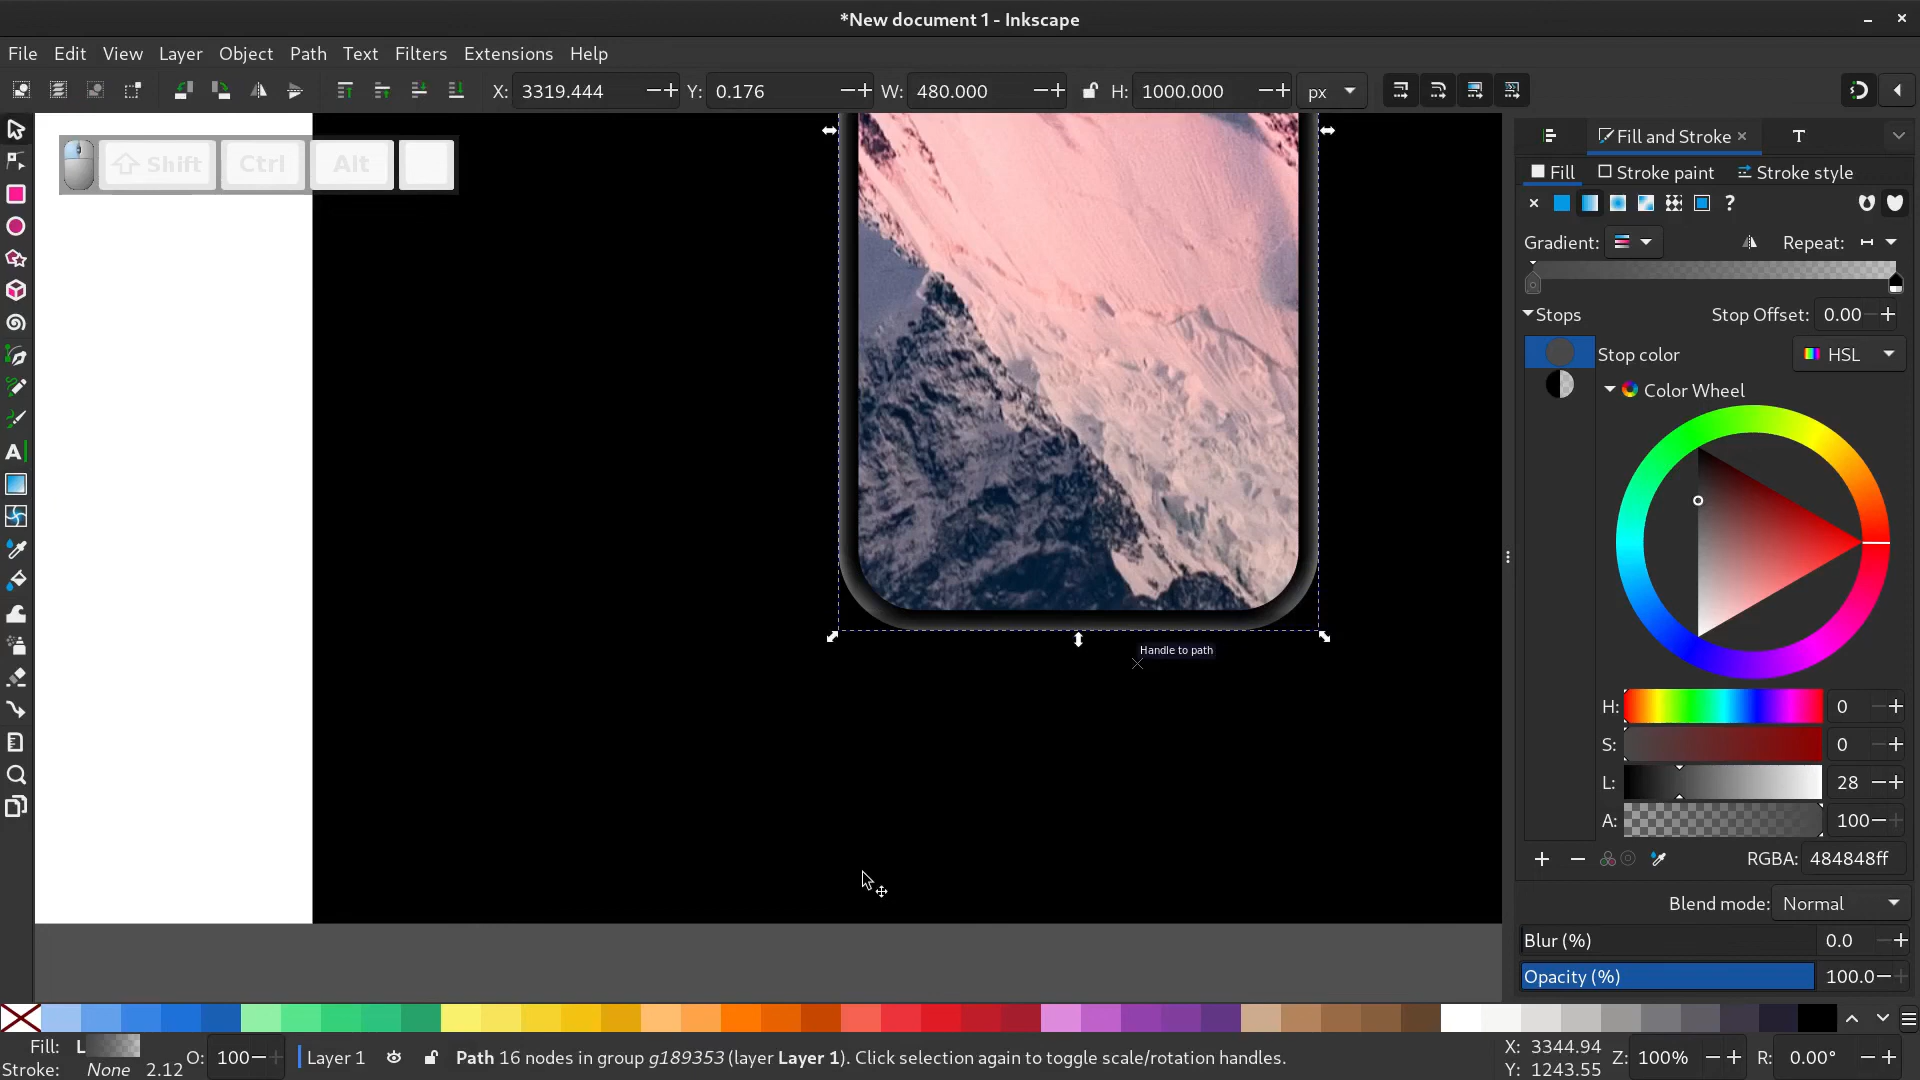 *New document 1 - Inkscape
File Edit View Layer Object Path Text Filters Extensions Help
X: 3319.444 Y: 0.176 W: 480.000 H: 1000.000 px
Shift Ctrl Alt
Fill and Stroke
Fill Stroke paint Stroke style
Gradient: Repeat:
Stops Stop Offset: 0.00
Stop color HSL
Color Wheel
Handle to path
H: 0
S: 0
L: 28
A: 100
RGBA: 484848ff
Blend mode: Normal
Blur (%) 0.0
Opacity (%) 100.0
Fill: L O: 100 Layer 1 Path 16 nodes in group g189353 (layer Layer 1). Click selection again to toggle scale/rotation handles. X: 3344.94 Z: 100% R: 0.00°
Stroke: None 2.12 Y: 1243.55